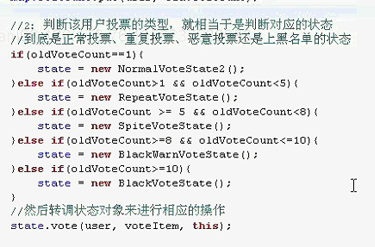 //2：判断该用户投票的类型，就相当于是判断对应的状态
//到底是正常投票、重复投票、恶意投票还是上黑名单的状态
if(oldVoteCount==1){
state = new NormalVoteState2();
}else if(oldVoteCount>1 && oldVoteCount<5){
state = new RepeatVoteState();
}else if(oldVoteCount >= 5 && oldVoteCount<8){
state = new SpiteVoteState();
}else if(oldVoteCount>=8 && oldVoteCount<=10){
state = new BlackWarnVoteState();
}else if(oldVoteCount>=10){
state = new BlackVoteState();
}
//然后转调状态对象来进行相应的操作
state.vote(user, voteItem, this);